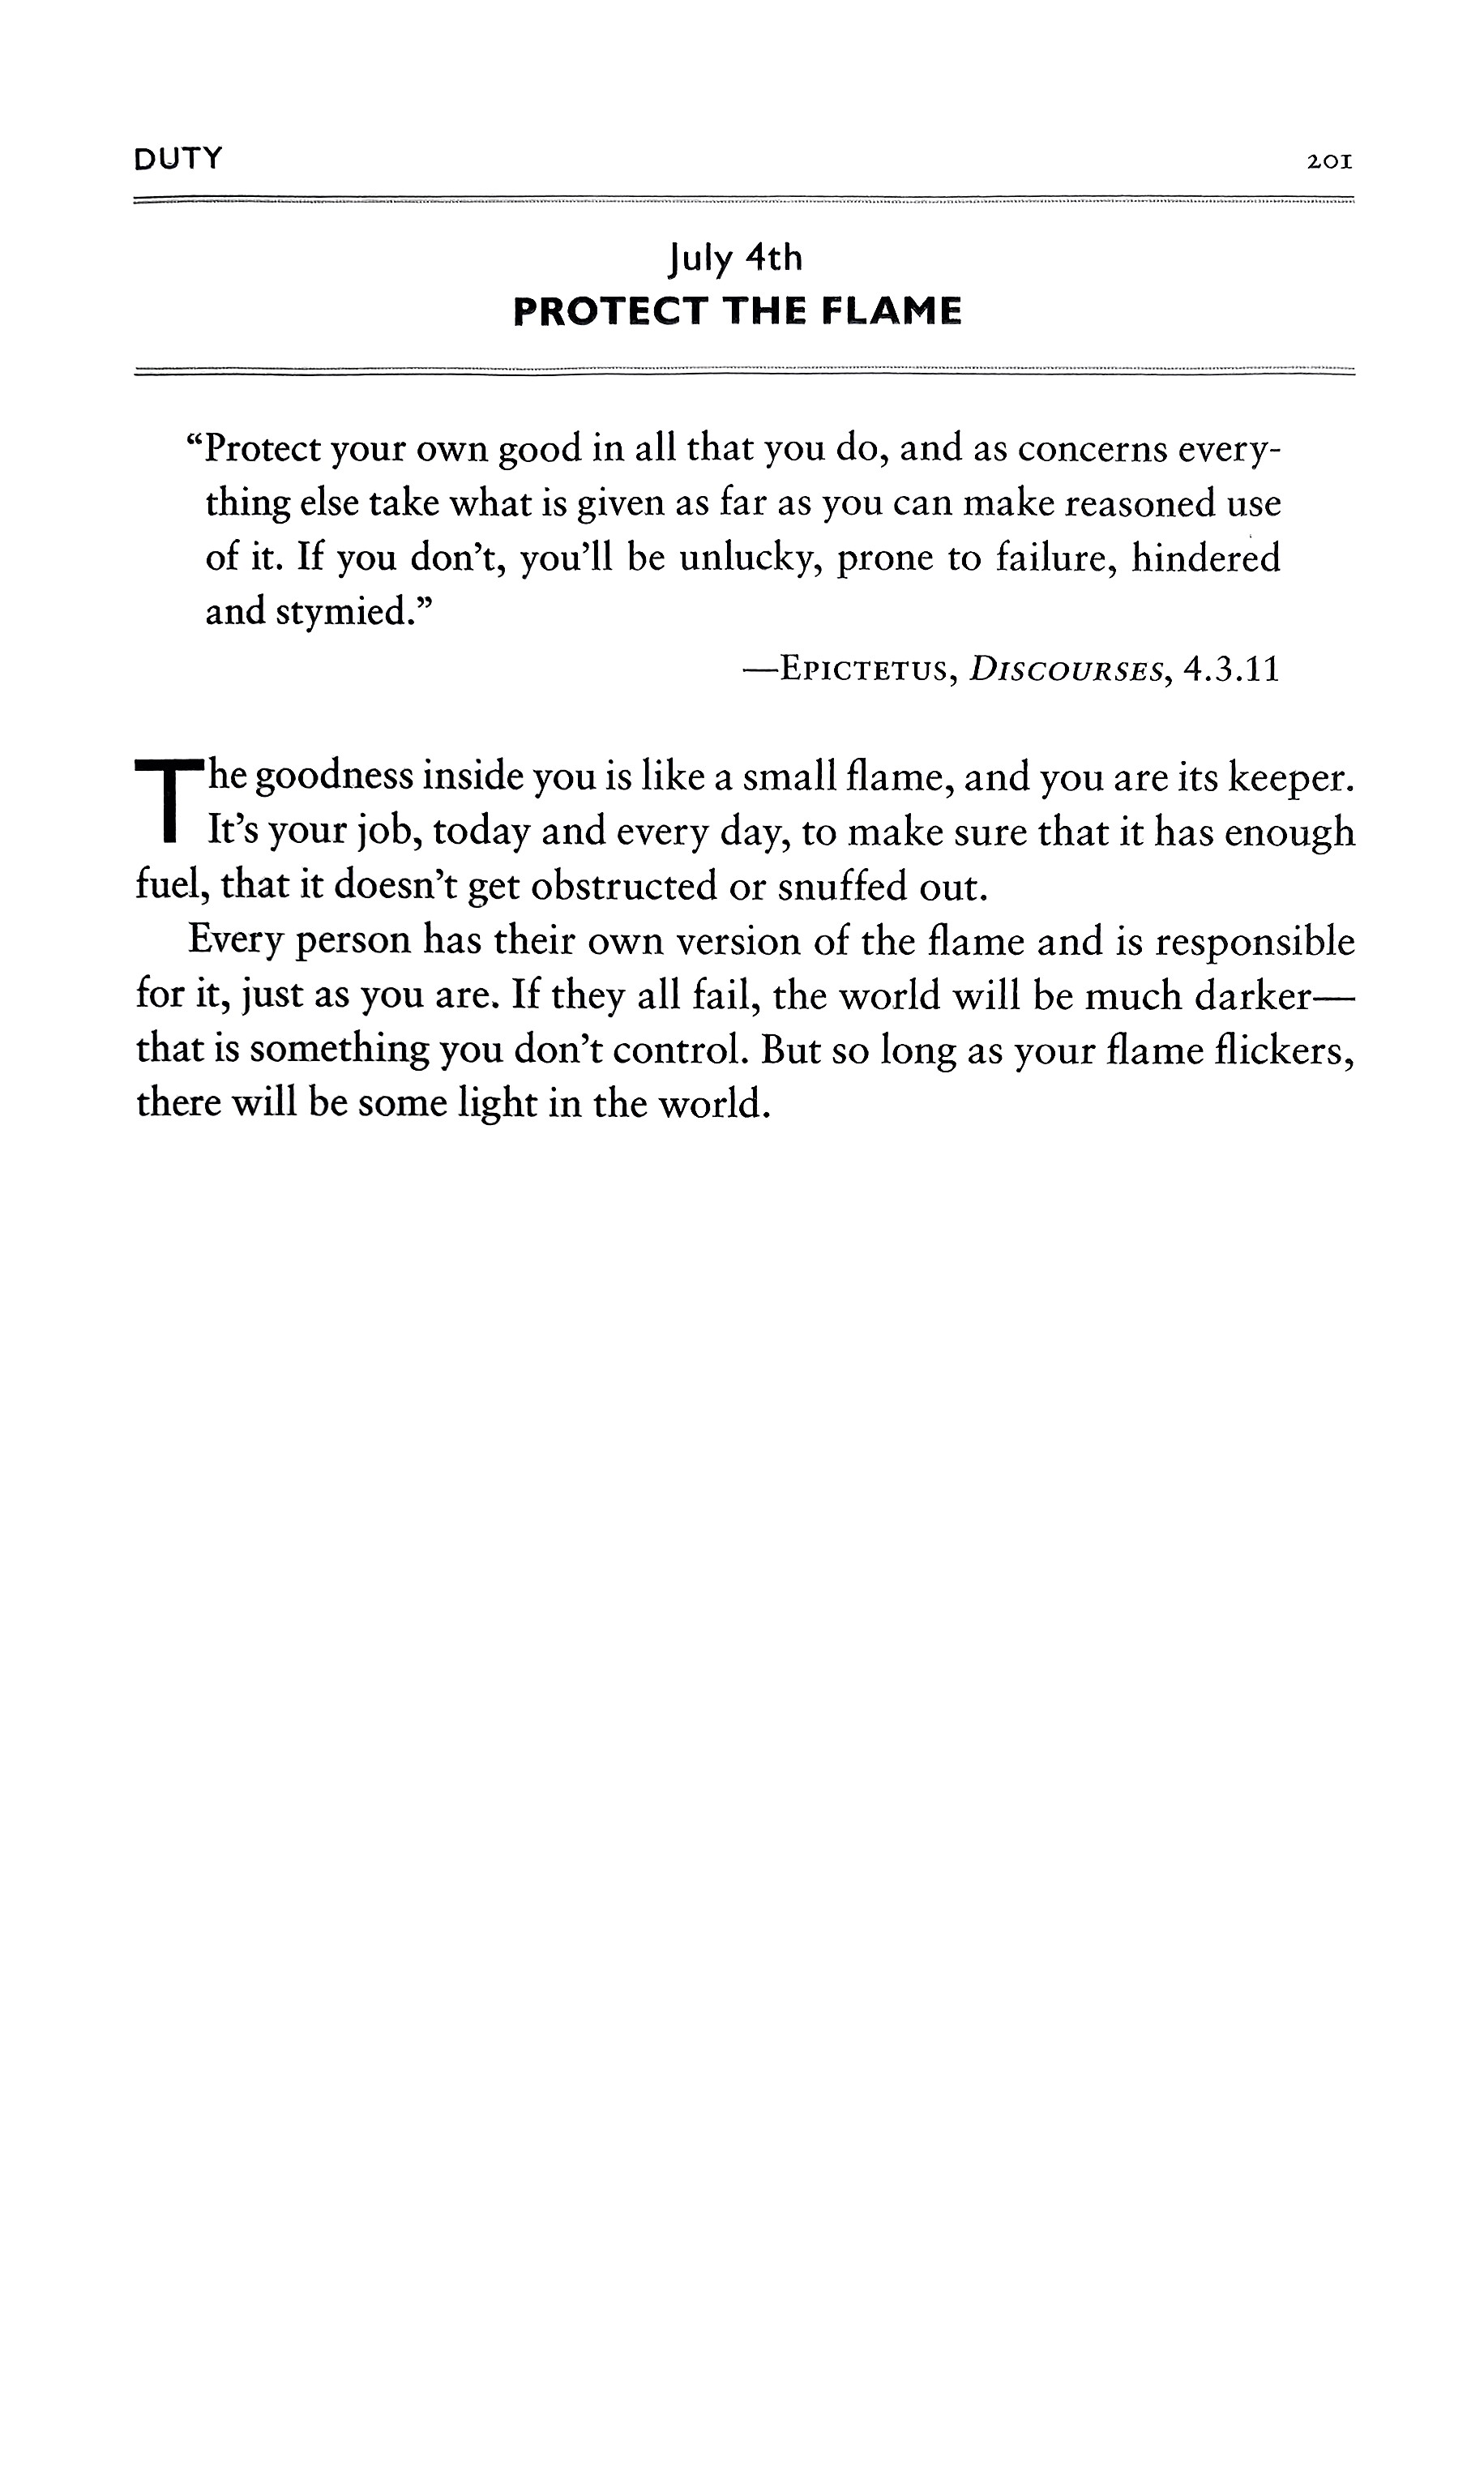 DUTY 201
July 4th
PROTECT THE FLAME
“Protect your own good in all that you do, and as concerns every-
thing else take what is given as far as you can make reasoned use
of it. If you don’t, you’ll be unlucky, prone to failure, hindered
and stymied.”
—EPICTETUS, DISCOURSES, 4.3.11
The goodness inside you is like a small flame, and you are its keeper.
It’s your job, today and every day, to make sure that it has enough
fuel, that it doesn’t get obstructed or snuffed out.
Every person has their own version of the flame and is responsible
for it, just as you are. If they all fail, the world will be much darker—
that is something you don’t control. But so long as your flame flickers,
there will be some light in the world.